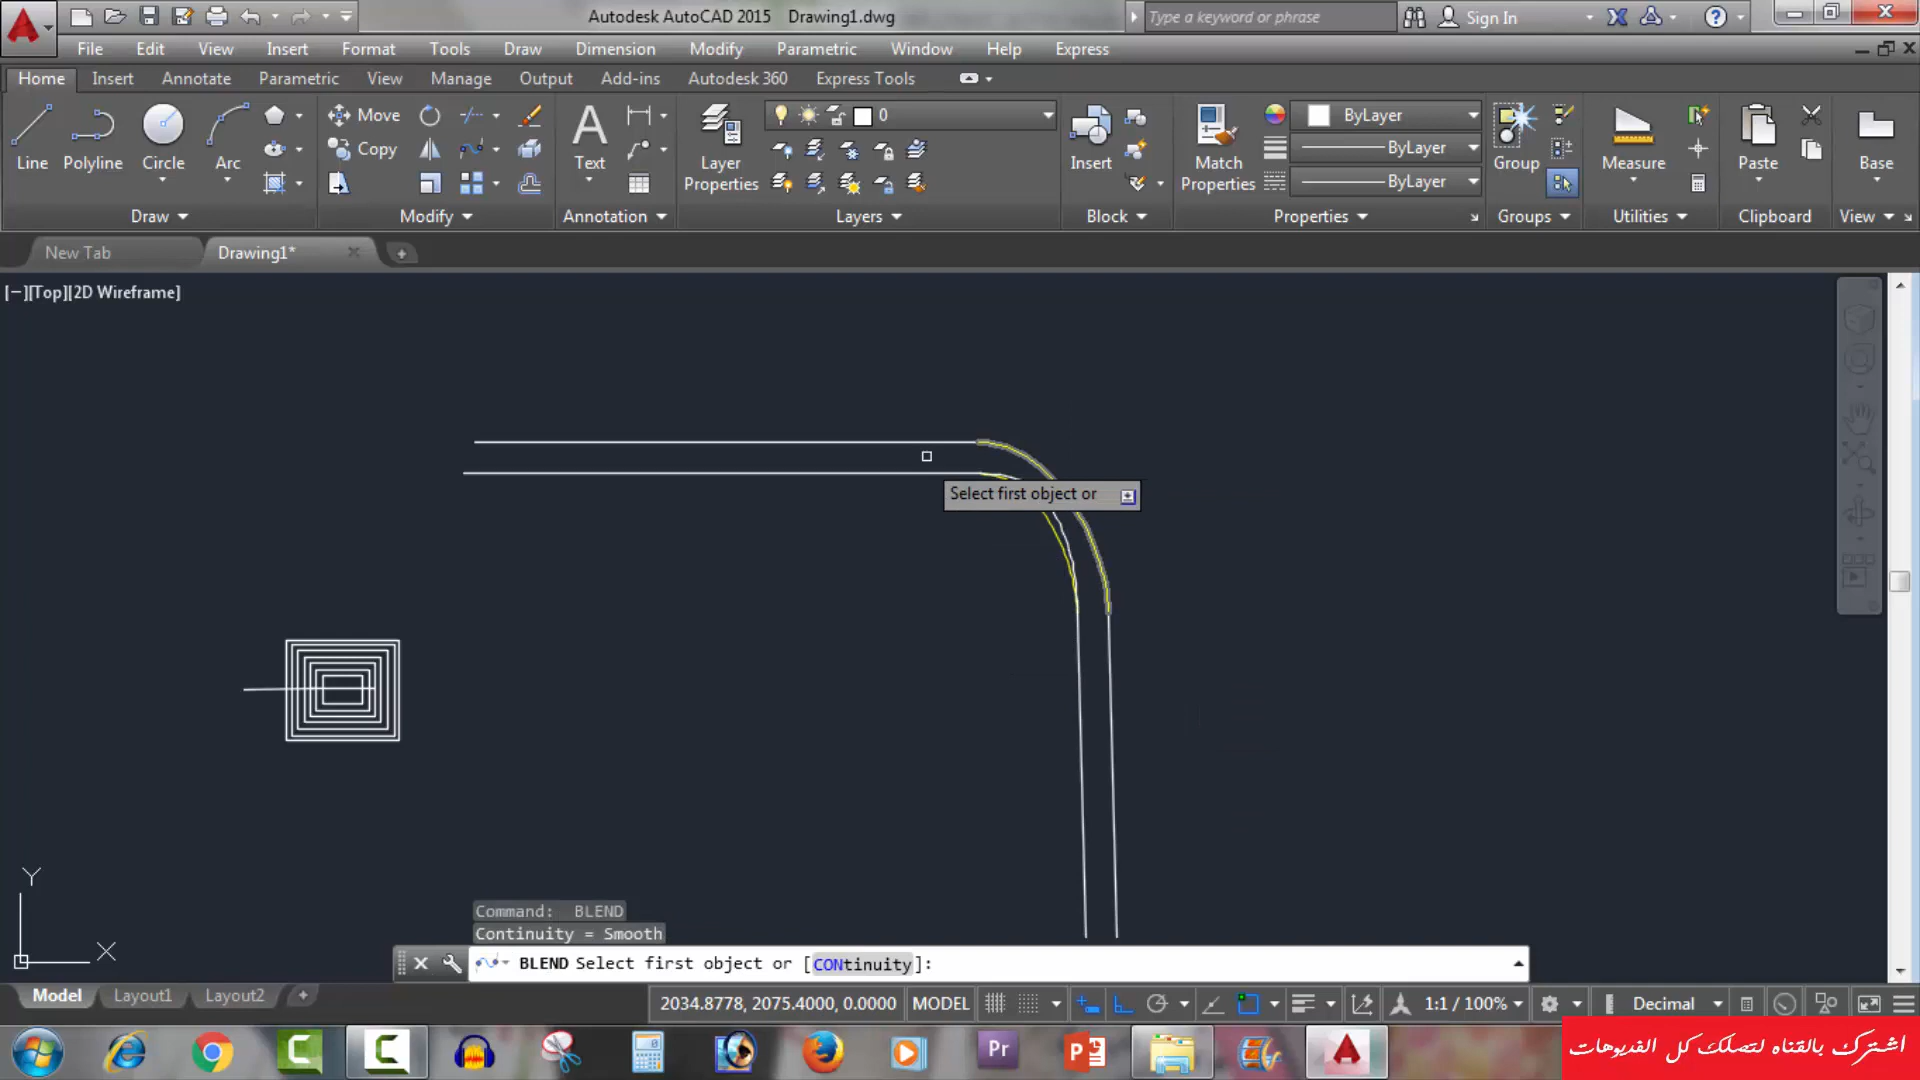 Autodesk AutoCAD 2015 Drawing1.dwg
Type a keyword or phrase
Sign In
File Edit View Insert Format Tools Draw Dimension Modify Parametric Window Help Express
Home Insert Annotate Parametric View Manage Output Add-ins Autodesk 360 Express Tools
Move
0
ByLayer
Copy
ByLayer
Line Polyline Circle Arc
Text
Layer
Properties
Insert
Match
Properties
ByLayer
Group
Measure
Paste
Base
Draw
Modify
Annotation
Layers
Block
Properties
Groups
Utilities
Clipboard
View
New Tab
Drawing1*
[−][Top][2D Wireframe]
Select first object or
Y
X
Command: BLEND
Continuity = Smooth
BLEND Select first object or [CONtinuity]:
Model Layout1 Layout2
2034.8778, 2075.4000, 0.0000 MODEL
1:1 / 100%
Decimal
Pr
اشترك بالقناه لتصلك كل الفديوهات